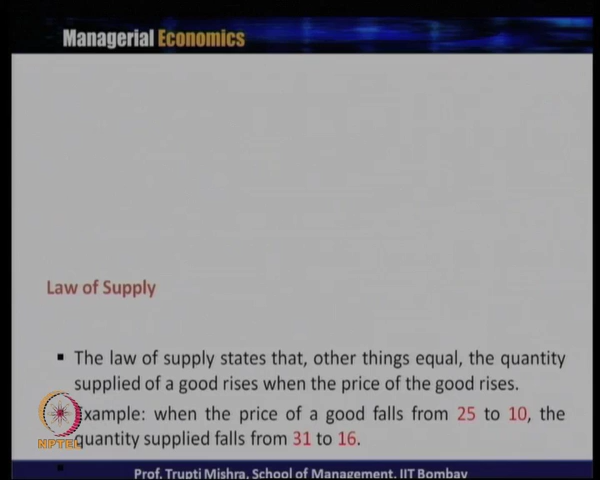 Managerial Economics
Law of Supply
▪ The law of supply states that, other things equal, the quantity
supplied of a good rises when the price of the good rises.
Example: when the price of a good falls from 25 to 10, the
quantity supplied falls from 31 to 16.
NPTEL
Prof. Trupti Mishra, School of Management, IIT Bombay